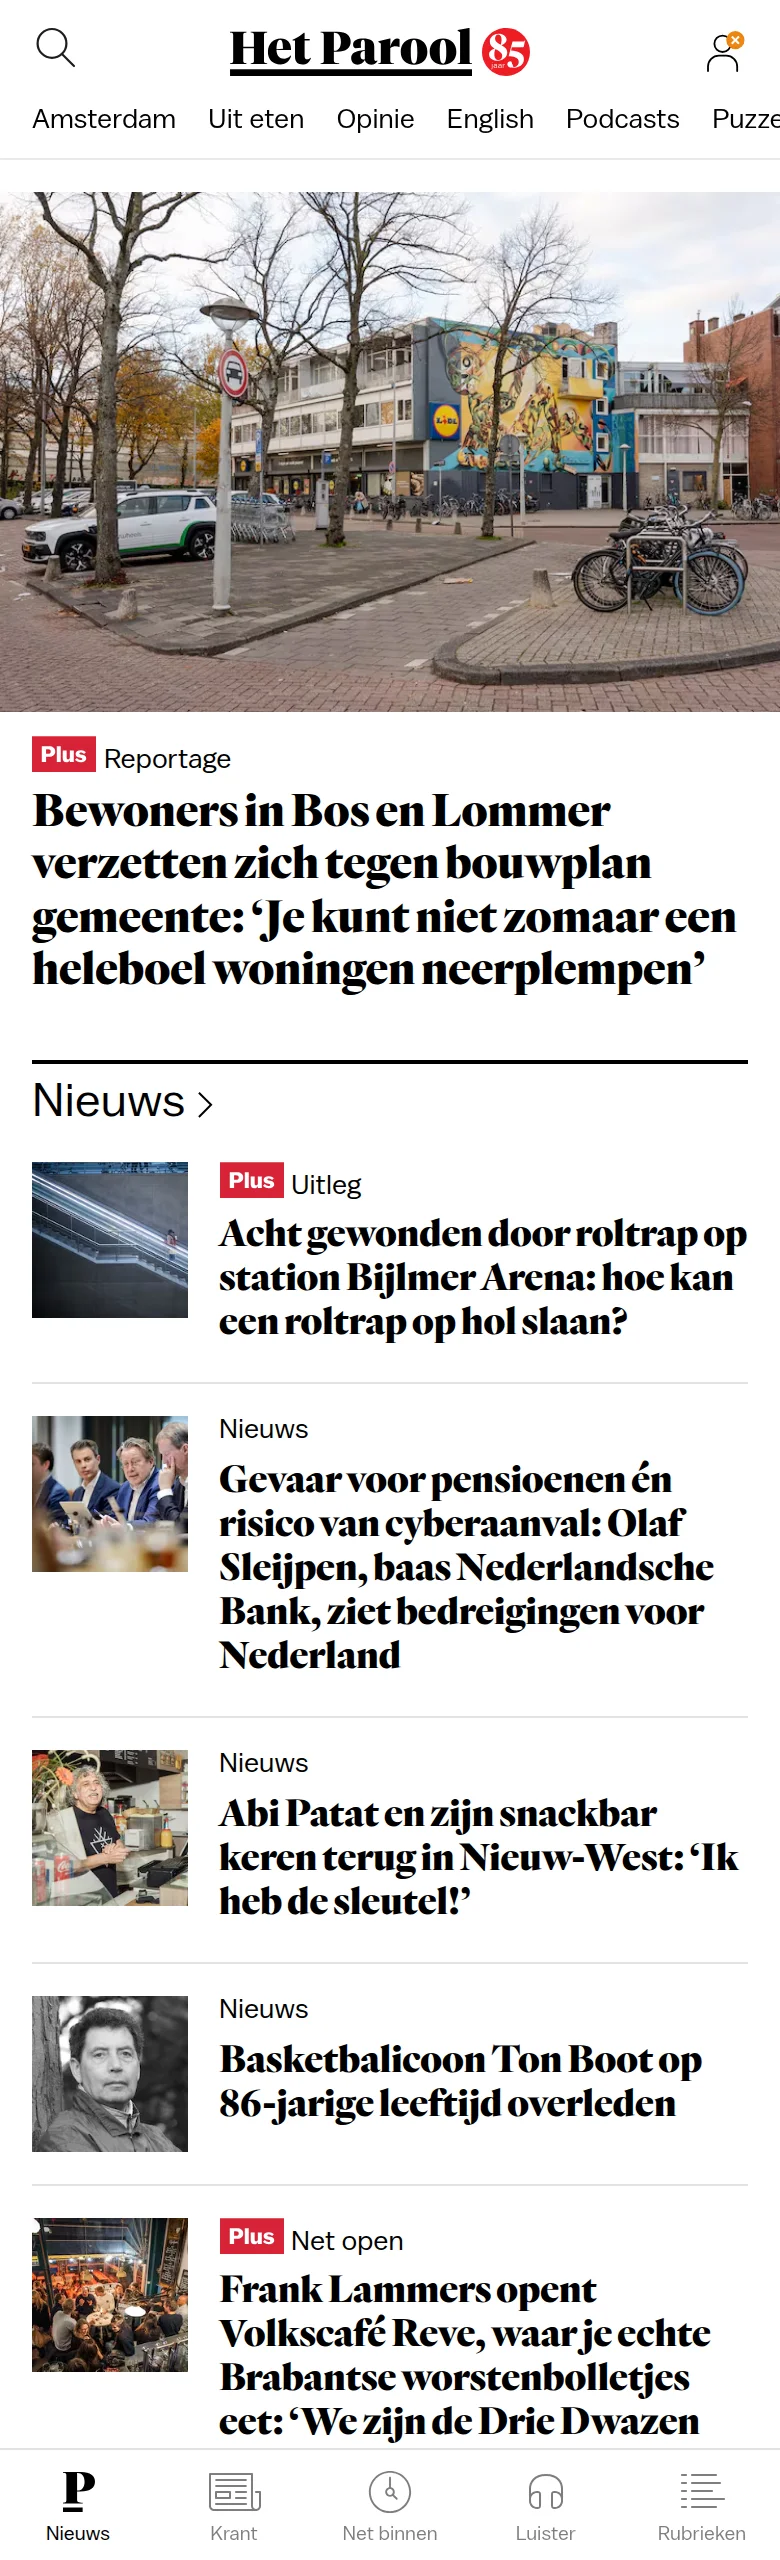 Het Parool 85 jaar
Amsterdam Uit eten Opinie English Podcasts Puzze
LIDL
Plus Reportage
Bewoners in Bos en Lommer
verzetten zich tegen bouwplan
gemeente: ‘Je kunt niet zomaar een
heleboel woningen neerplempen’
Nieuws
Plus Uitleg
Acht gewonden door roltrap op
station Bijlmer Arena: hoe kan
een roltrap op hol slaan?
Nieuws
Gevaar voor pensioenen én
risico van cyberaanval: Olaf
Sleijpen, baas Nederlandsche
Bank, ziet bedreigingen voor
Nederland
Nieuws
Abi Patat en zijn snackbar
keren terug in Nieuw-West: ‘Ik
heb de sleutel!’
Nieuws
Basketbalicoon Ton Boot op
86-jarige leeftijd overleden
Plus Net open
Frank Lammers opent
Volkscafé Reve, waar je echte
Brabantse worstenbolletjes
eet: ‘We zijn de Drie Dwazen
P
Nieuws Krant Net binnen Luister Rubrieken